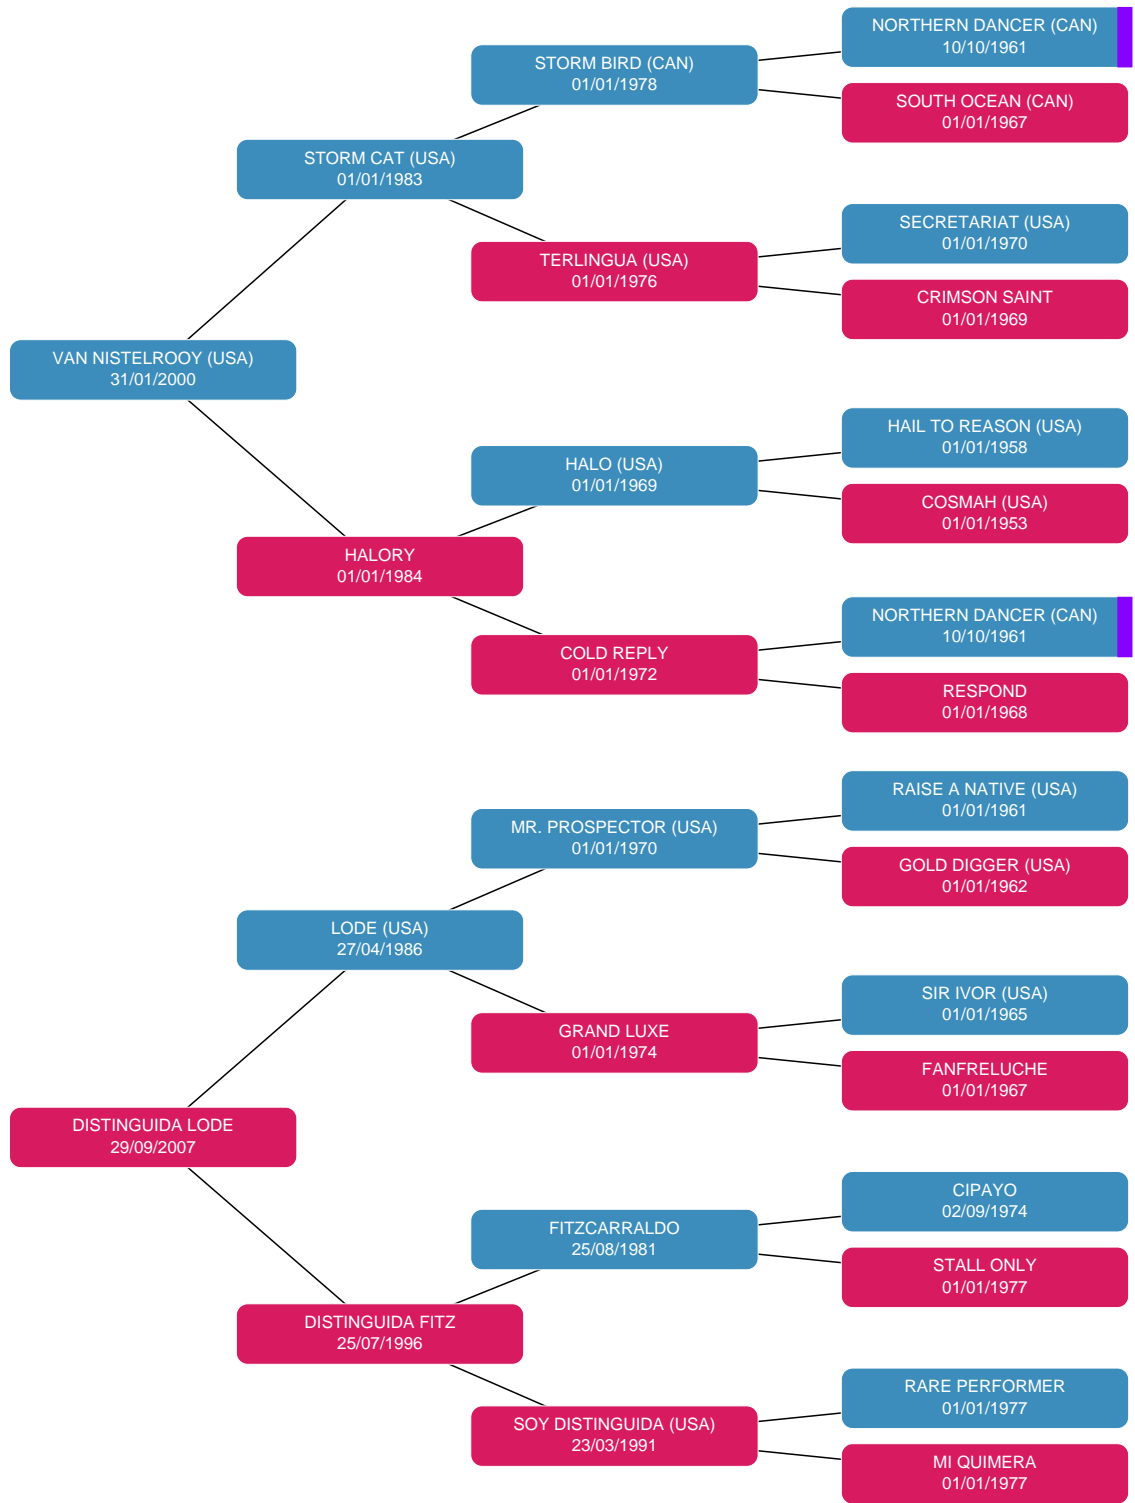 NORTHERN DANCER (CAN)
10/10/1961
STORM BIRD (CAN)
01/01/1978
SOUTH OCEAN (CAN)
01/01/1967
STORM CAT (USA)
01/01/1983
SECRETARIAT (USA)
01/01/1970
TERLINGUA (USA)
01/01/1976
CRIMSON SAINT
01/01/1969
VAN NISTELROOY (USA)
31/01/2000
HAIL TO REASON (USA)
01/01/1958
HALO (USA)
01/01/1969
COSMAH (USA)
01/01/1953
HALORY
01/01/1984
NORTHERN DANCER (CAN)
10/10/1961
COLD REPLY
01/01/1972
RESPOND
01/01/1968
RAISE A NATIVE (USA)
01/01/1961
MR. PROSPECTOR (USA)
01/01/1970
GOLD DIGGER (USA)
01/01/1962
LODE (USA)
27/04/1986
SIR IVOR (USA)
01/01/1965
GRAND LUXE
01/01/1974
FANFRELUCHE
01/01/1967
DISTINGUIDA LODE
29/09/2007
CIPAYO
02/09/1974
FITZCARRALDO
25/08/1981
STALL ONLY
01/01/1977
DISTINGUIDA FITZ
25/07/1996
RARE PERFORMER
01/01/1977
SOY DISTINGUIDA (USA)
23/03/1991
MI QUIMERA
01/01/1977